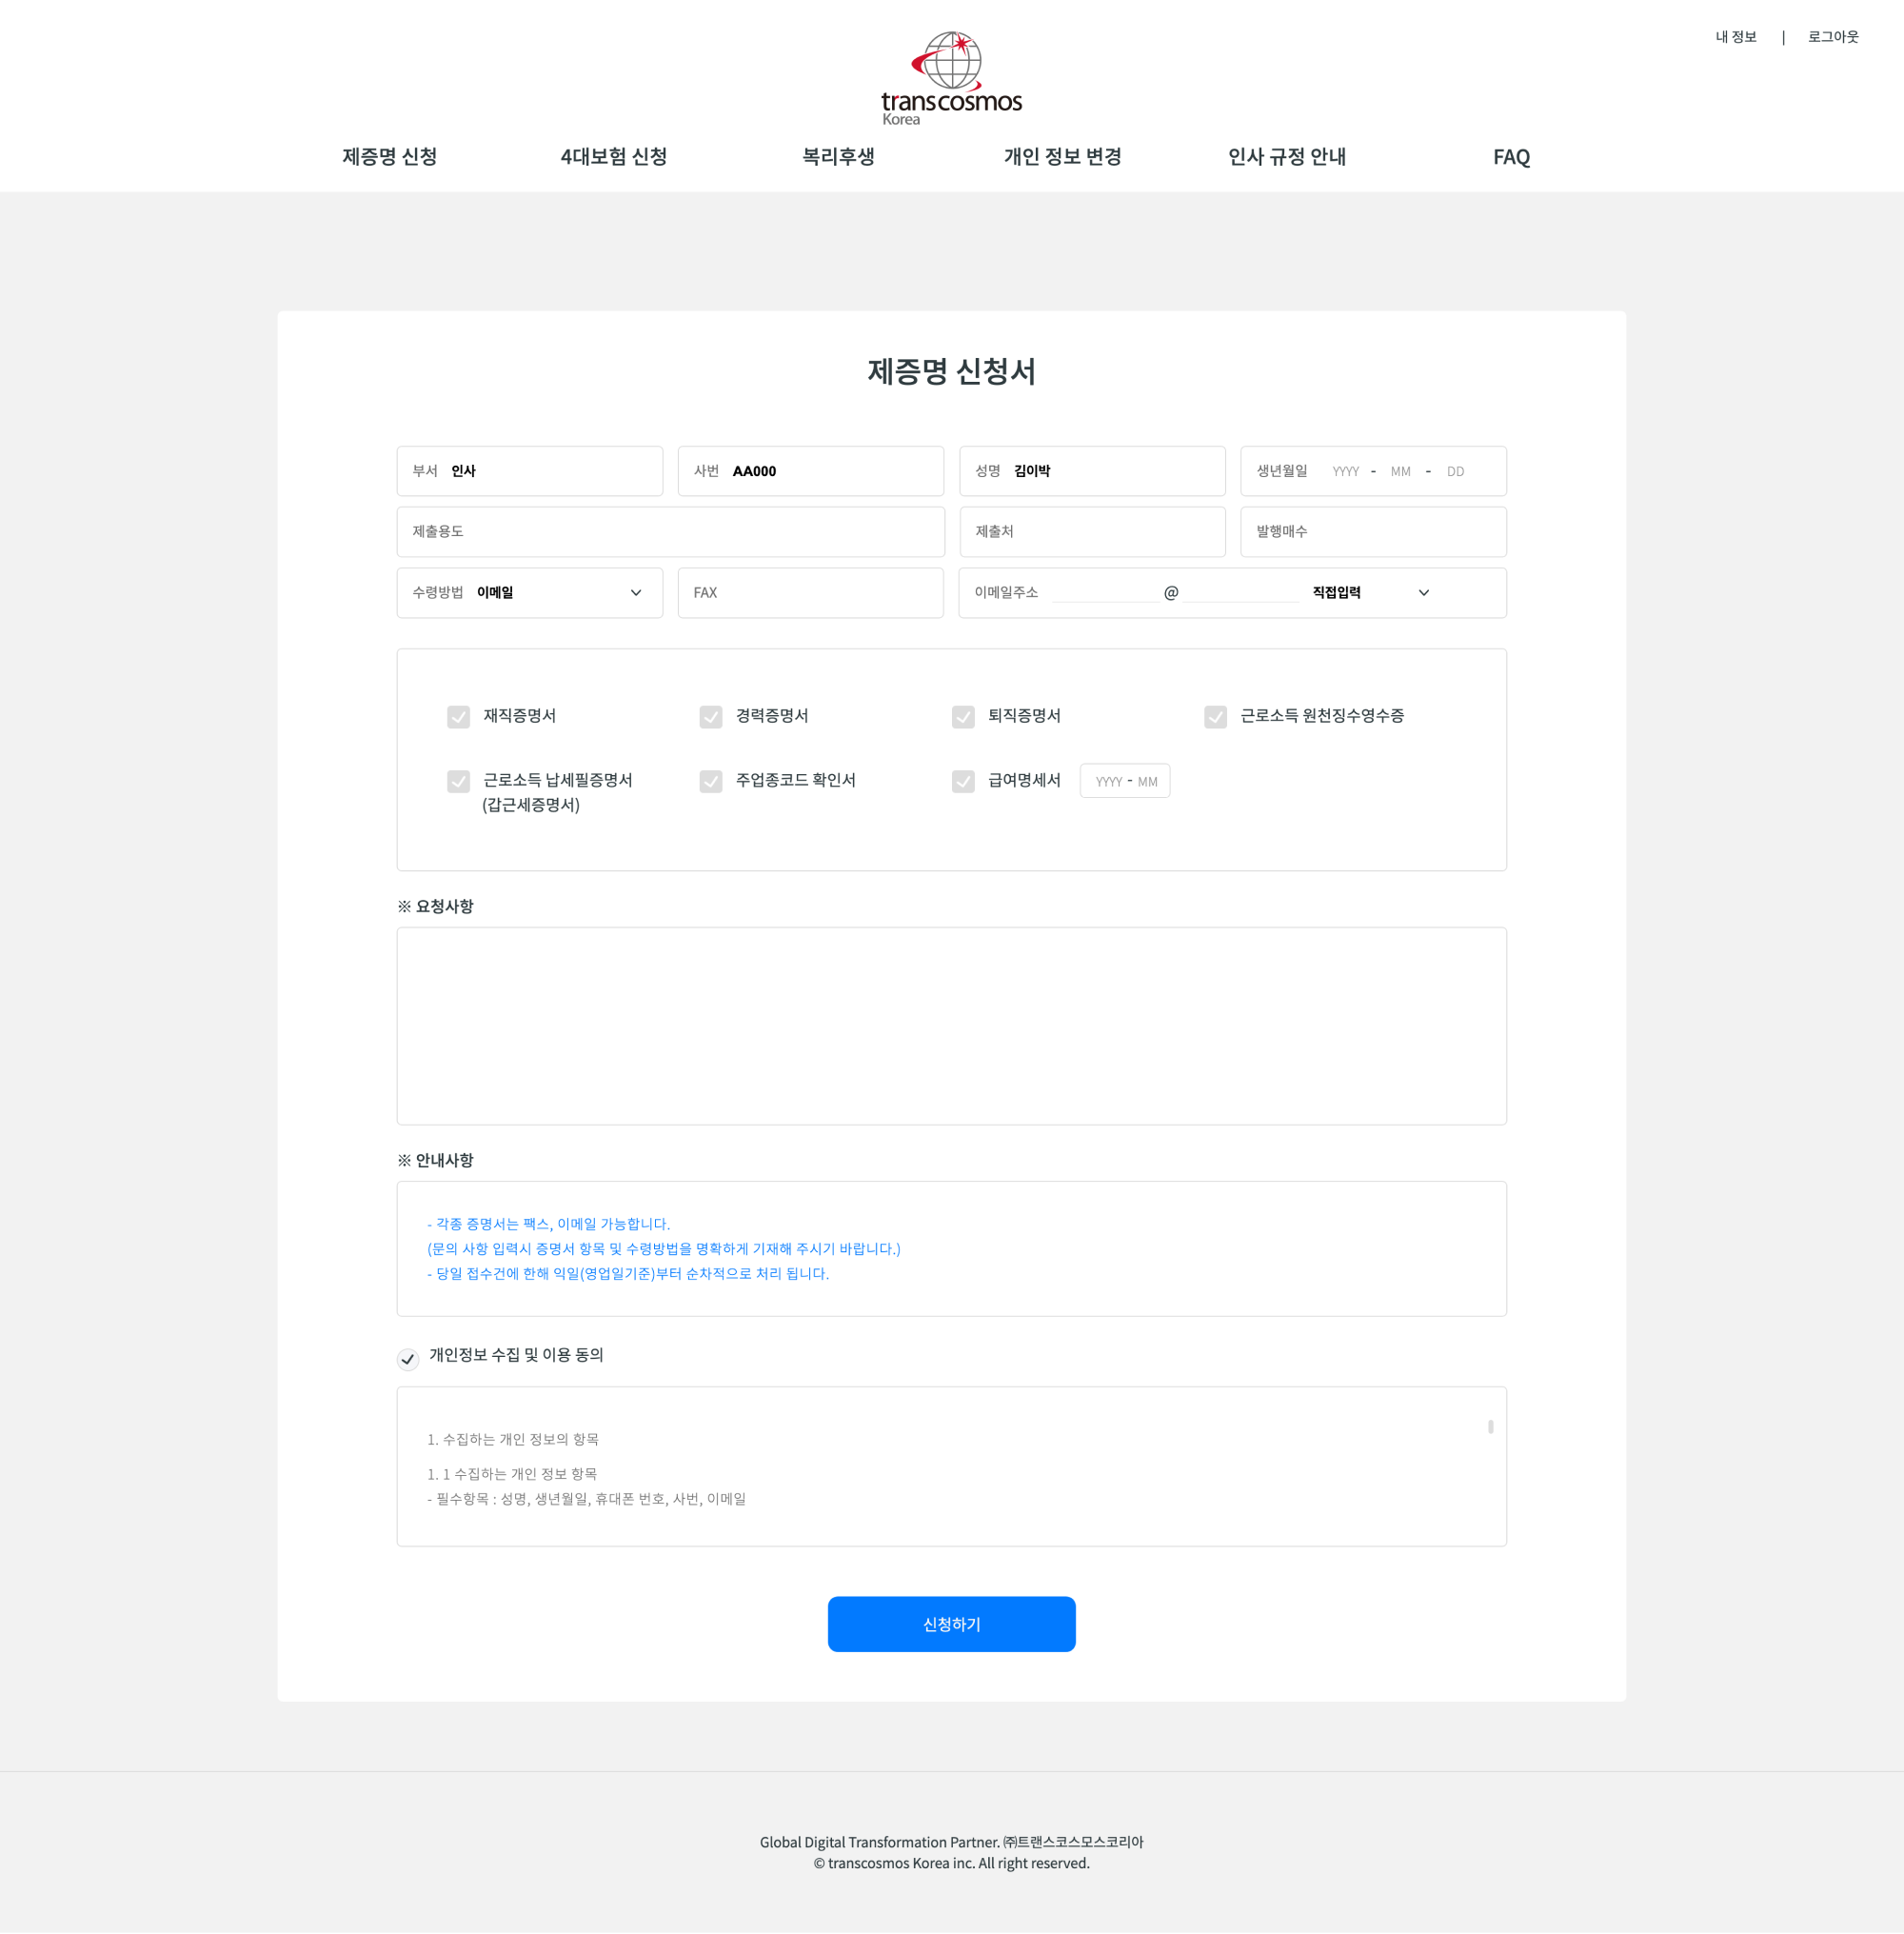 내 정보 | 로그아웃
transcosmos
Korea
제증명 신청 4대보험 신청 복리후생 개인 정보 변경 인사 규정 안내 FAQ
제증명 신청서
부서 인사 사번 AA000 성명 김이박 생년월일 YYYY - MM - DD
제출용도 제출처 발행매수
수령방법 이메일 FAX 이메일주소 @ 직접입력
재직증명서 경력증명서 퇴직증명서 근로소득 원천징수영수증
근로소득 납세필증명서 주업종코드 확인서 급여명세서 YYYY - MM
(갑근세증명서)
※ 요청사항
※ 안내사항
- 각종 증명서는 팩스, 이메일 가능합니다.
(문의 사항 입력시 증명서 항목 및 수령방법을 명확하게 기재해 주시기 바랍니다.)
- 당일 접수건에 한해 익일(영업일기준)부터 순차적으로 처리 됩니다.
개인정보 수집 및 이용 동의
1. 수집하는 개인 정보의 항목
1. 1 수집하는 개인 정보 항목
- 필수항목 : 성명, 생년월일, 휴대폰 번호, 사번, 이메일
신청하기
Global Digital Transformation Partner. ㈜트랜스코스모스코리아
© transcosmos Korea inc. All right reserved.